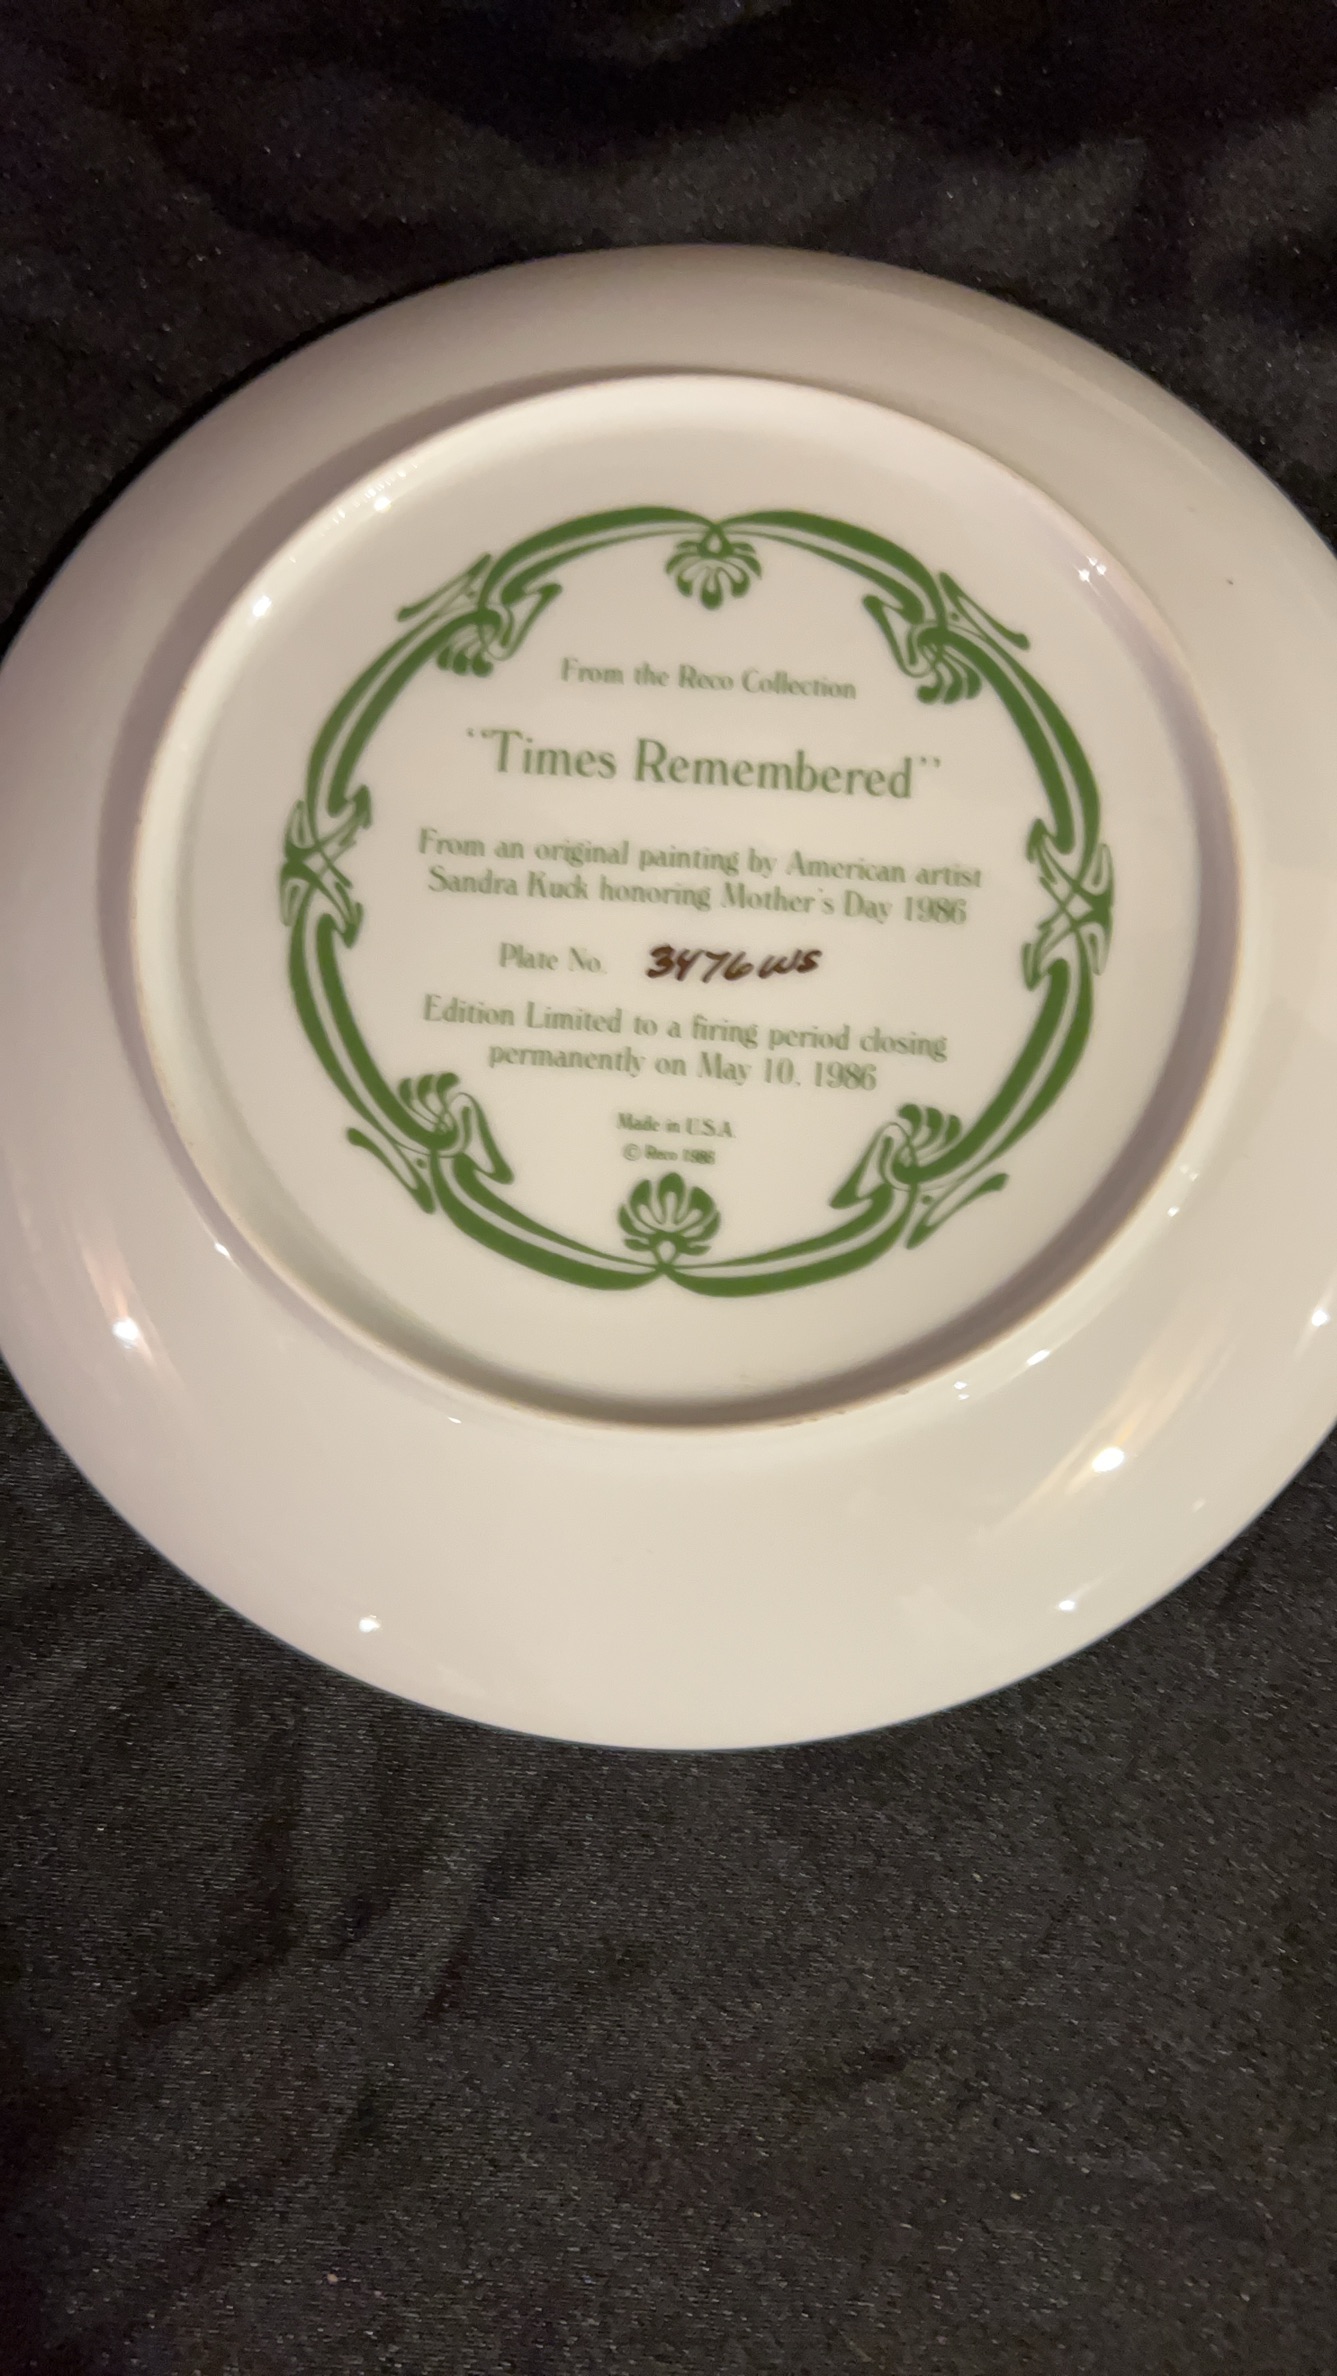 From the Reco Collection
“Times Remembered”
From an original painting by American artist
Sandra Kuck honoring Mother's Day 1986
Plate No. 3476WS
Edition Limited to a firing period closing
permanently on May 10, 1986
Made in U.S.A.
© Reco 1986